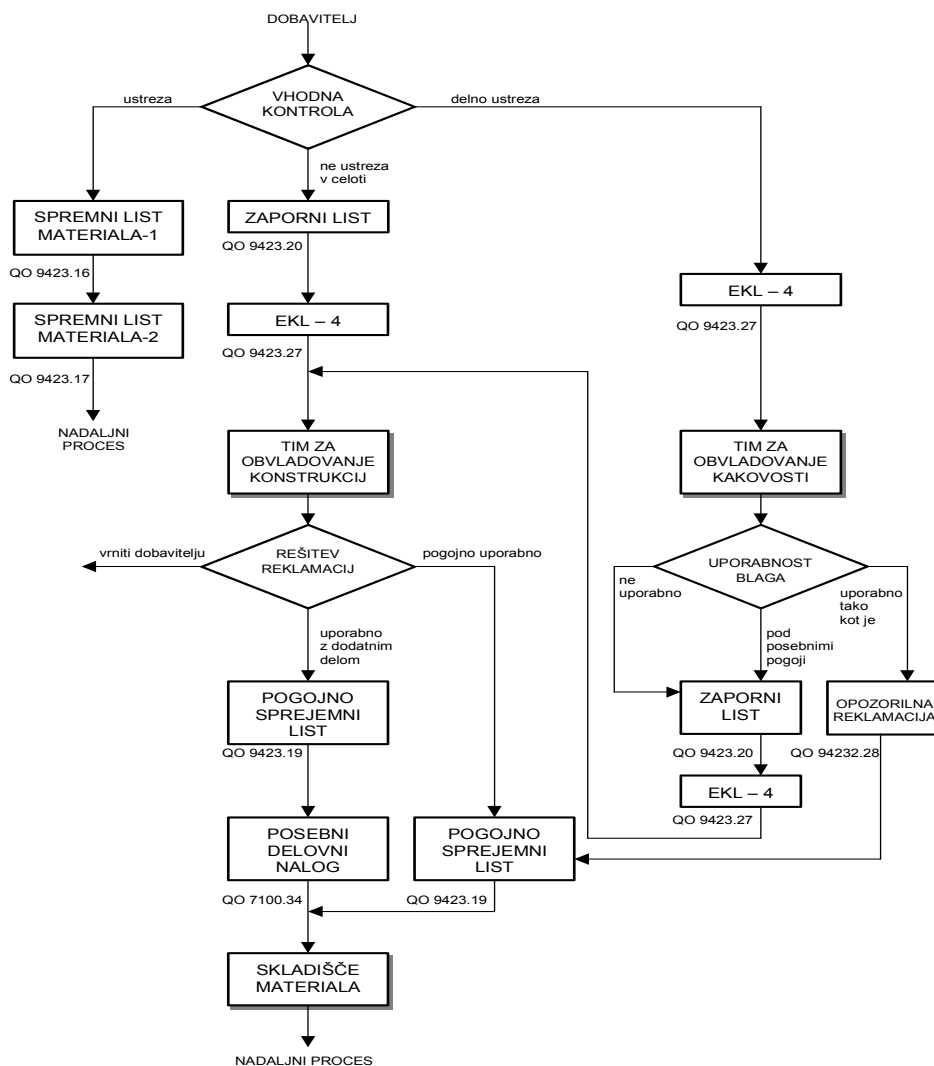 DOBAVITELJ
VHODNA
KONTROLA
ustreza
delno ustreza
ne ustreza
v celoti
SPREMNI LIST
MATERIALA-1
QO 9423.16
SPREMNI LIST
MATERIALA-2
QO 9423.17
NADALJNI
PROCES
ZAPORNI LIST
QO 9423.20
EKL – 4
QO 9423.27
EKL – 4
QO 9423.27
TIM ZA
OBVLADOVANJE
KONSTRUKCIJ
TIM ZA
OBVLADOVANJE
KAKOVOSTI
REŠITEV
REKLAMACIJ
vrniti dobavitelju
pogojno uporabno
uporabno
z dodatnim
delom
UPORABNOST
BLAGA
ne
uporabno
pod
posebnimi
pogoji
uporabno
tako
kot je
POGOJNO
SPREJEMNI
LIST
QO 9423.19
ZAPORNI
LIST
QO 9423.20
OPOZORILNA
REKLAMACIJA
QO 94232.28
EKL – 4
QO 9423.27
POSEBNI
DELOVNI
NALOG
QO 7100.34
POGOJNO
SPREJEMNI
LIST
QO 9423.19
SKLADIŠČE
MATERIALA
NADALJNI PROCES